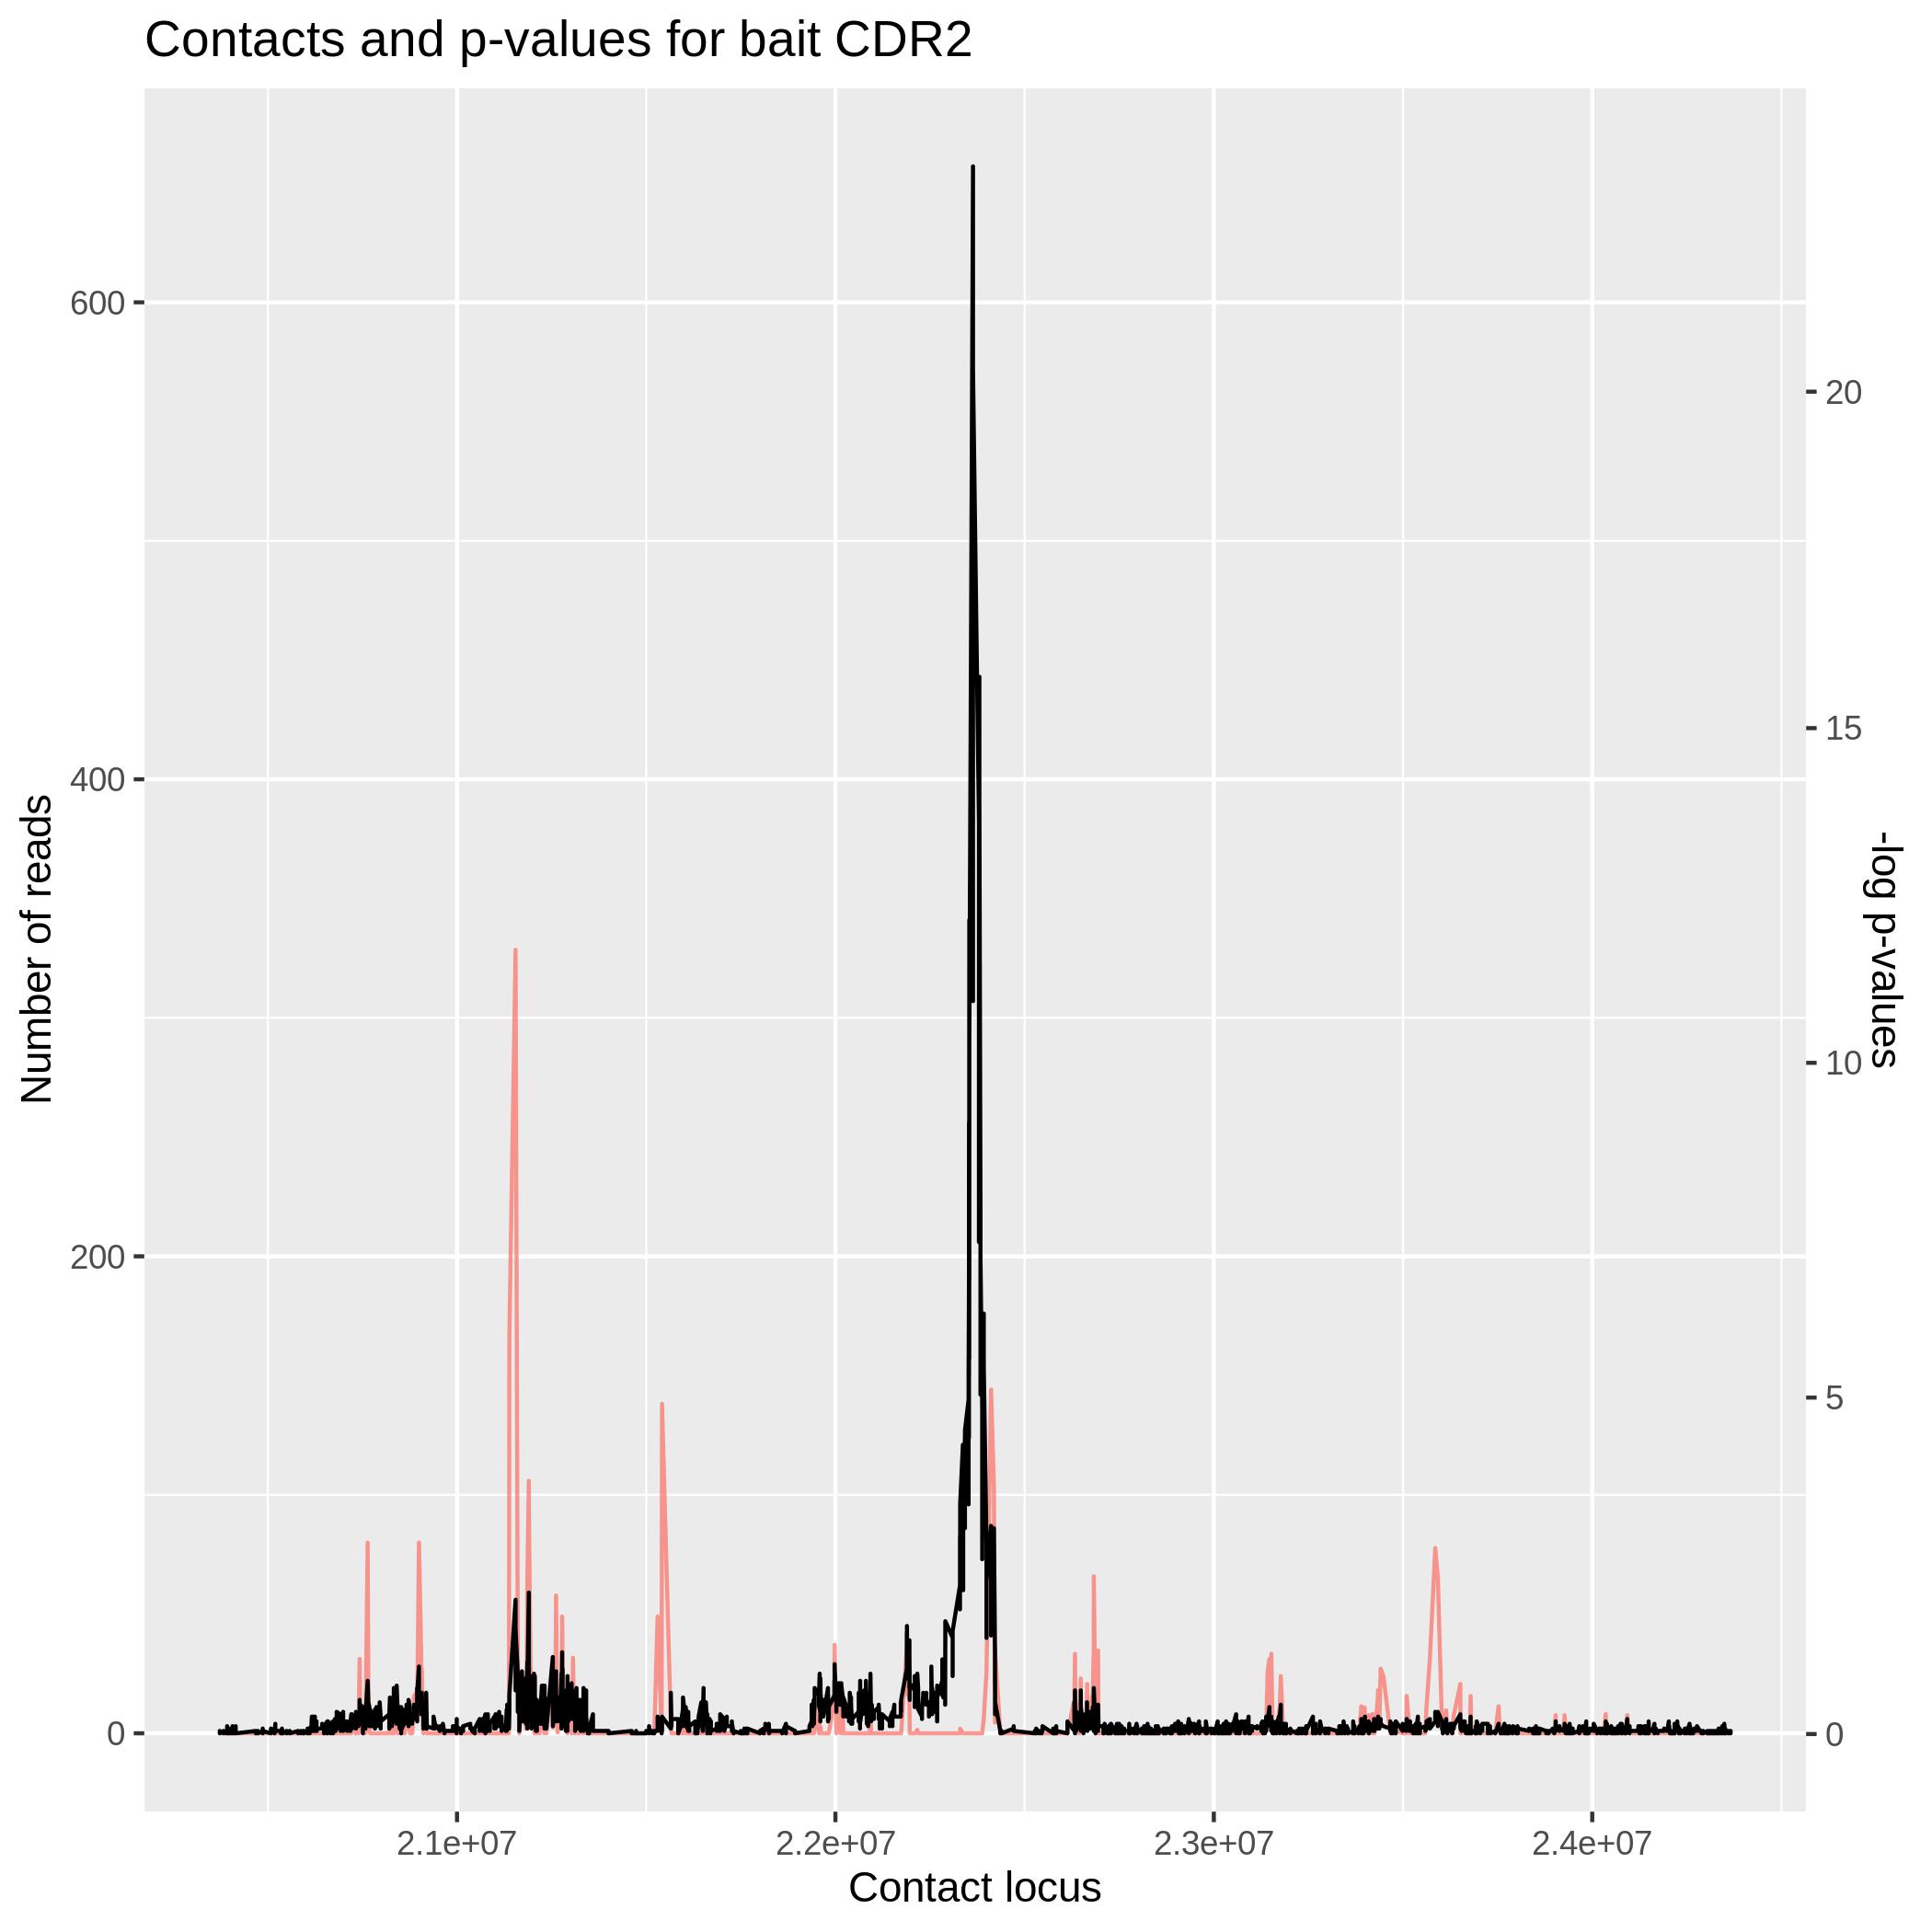 Contacts and p-values for bait CDR2
600
400
200
0
20
15
10
5
0
Number of reads
-log p-values
2.1e+07
2.2e+07
2.3e+07
2.4e+07
Contact locus